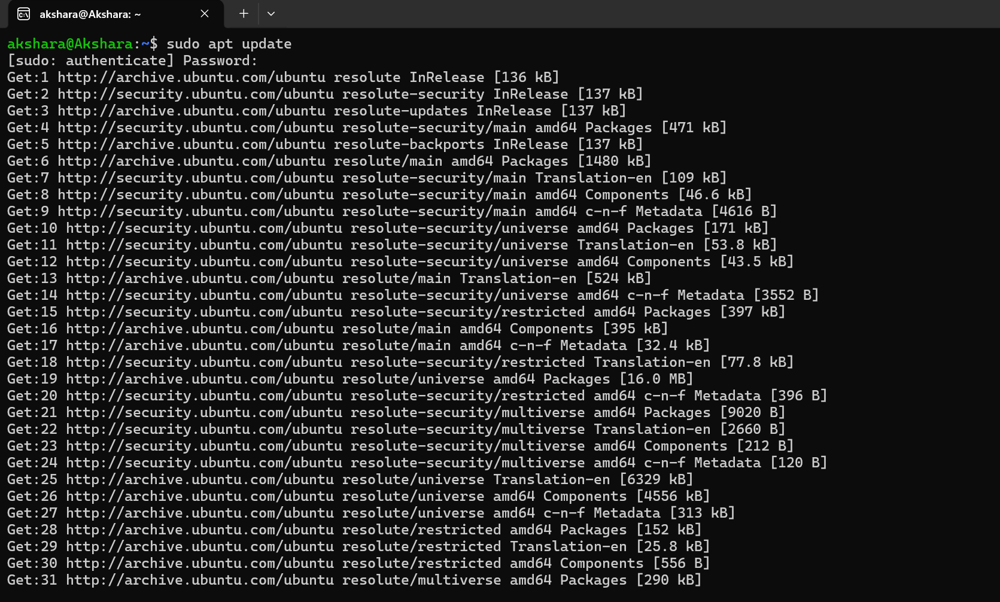 akshara@Akshara: ~
akshara@Akshara:~$ sudo apt update
[sudo: authenticate] Password:
Get:1 http://archive.ubuntu.com/ubuntu resolute InRelease [136 kB]
Get:2 http://security.ubuntu.com/ubuntu resolute-security InRelease [137 kB]
Get:3 http://archive.ubuntu.com/ubuntu resolute-updates InRelease [137 kB]
Get:4 http://security.ubuntu.com/ubuntu resolute-security/main amd64 Packages [471 kB]
Get:5 http://archive.ubuntu.com/ubuntu resolute-backports InRelease [137 kB]
Get:6 http://archive.ubuntu.com/ubuntu resolute/main amd64 Packages [1480 kB]
Get:7 http://security.ubuntu.com/ubuntu resolute-security/main Translation-en [109 kB]
Get:8 http://security.ubuntu.com/ubuntu resolute-security/main amd64 Components [46.6 kB]
Get:9 http://security.ubuntu.com/ubuntu resolute-security/main amd64 c-n-f Metadata [4616 B]
Get:10 http://security.ubuntu.com/ubuntu resolute-security/universe amd64 Packages [171 kB]
Get:11 http://security.ubuntu.com/ubuntu resolute-security/universe Translation-en [53.8 kB]
Get:12 http://security.ubuntu.com/ubuntu resolute-security/universe amd64 Components [43.5 kB]
Get:13 http://archive.ubuntu.com/ubuntu resolute/main Translation-en [524 kB]
Get:14 http://security.ubuntu.com/ubuntu resolute-security/universe amd64 c-n-f Metadata [3552 B]
Get:15 http://security.ubuntu.com/ubuntu resolute-security/restricted amd64 Packages [397 kB]
Get:16 http://archive.ubuntu.com/ubuntu resolute/main amd64 Components [395 kB]
Get:17 http://archive.ubuntu.com/ubuntu resolute/main amd64 c-n-f Metadata [32.4 kB]
Get:18 http://security.ubuntu.com/ubuntu resolute-security/restricted Translation-en [77.8 kB]
Get:19 http://archive.ubuntu.com/ubuntu resolute/universe amd64 Packages [16.0 MB]
Get:20 http://security.ubuntu.com/ubuntu resolute-security/restricted amd64 c-n-f Metadata [396 B]
Get:21 http://security.ubuntu.com/ubuntu resolute-security/multiverse amd64 Packages [9020 B]
Get:22 http://security.ubuntu.com/ubuntu resolute-security/multiverse Translation-en [2660 B]
Get:23 http://security.ubuntu.com/ubuntu resolute-security/multiverse amd64 Components [212 B]
Get:24 http://security.ubuntu.com/ubuntu resolute-security/multiverse amd64 c-n-f Metadata [120 B]
Get:25 http://archive.ubuntu.com/ubuntu resolute/universe Translation-en [6329 kB]
Get:26 http://archive.ubuntu.com/ubuntu resolute/universe amd64 Components [4556 kB]
Get:27 http://archive.ubuntu.com/ubuntu resolute/universe amd64 c-n-f Metadata [313 kB]
Get:28 http://archive.ubuntu.com/ubuntu resolute/restricted amd64 Packages [152 kB]
Get:29 http://archive.ubuntu.com/ubuntu resolute/restricted Translation-en [25.8 kB]
Get:30 http://archive.ubuntu.com/ubuntu resolute/restricted amd64 Components [556 B]
Get:31 http://archive.ubuntu.com/ubuntu resolute/multiverse amd64 Packages [290 kB]